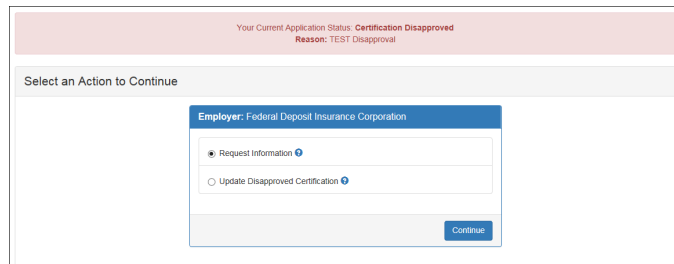 Your Current Application Status: Certification Disapproved
Reason: TEST Disapproval
Select an Action to Continue
Employer: Federal Deposit Insurance Corporation
Request Information
Update Disapproved Certification
Continue